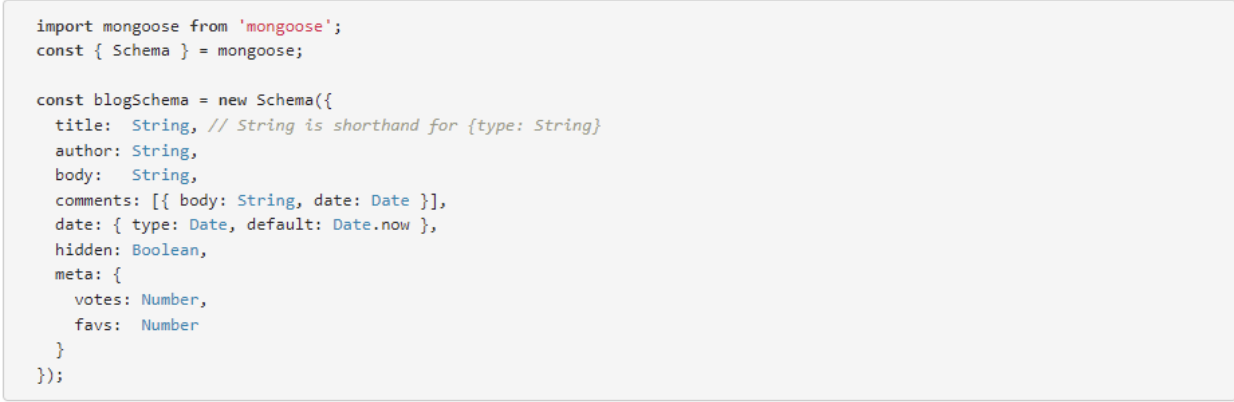 import mongoose from 'mongoose';
const { Schema } = mongoose;

const blogSchema = new Schema({
  title:  String, // String is shorthand for {type: String}
  author: String,
  body:   String,
  comments: [{ body: String, date: Date }],
  date: { type: Date, default: Date.now },
  hidden: Boolean,
  meta: {
    votes: Number,
    favs:  Number
  }
});